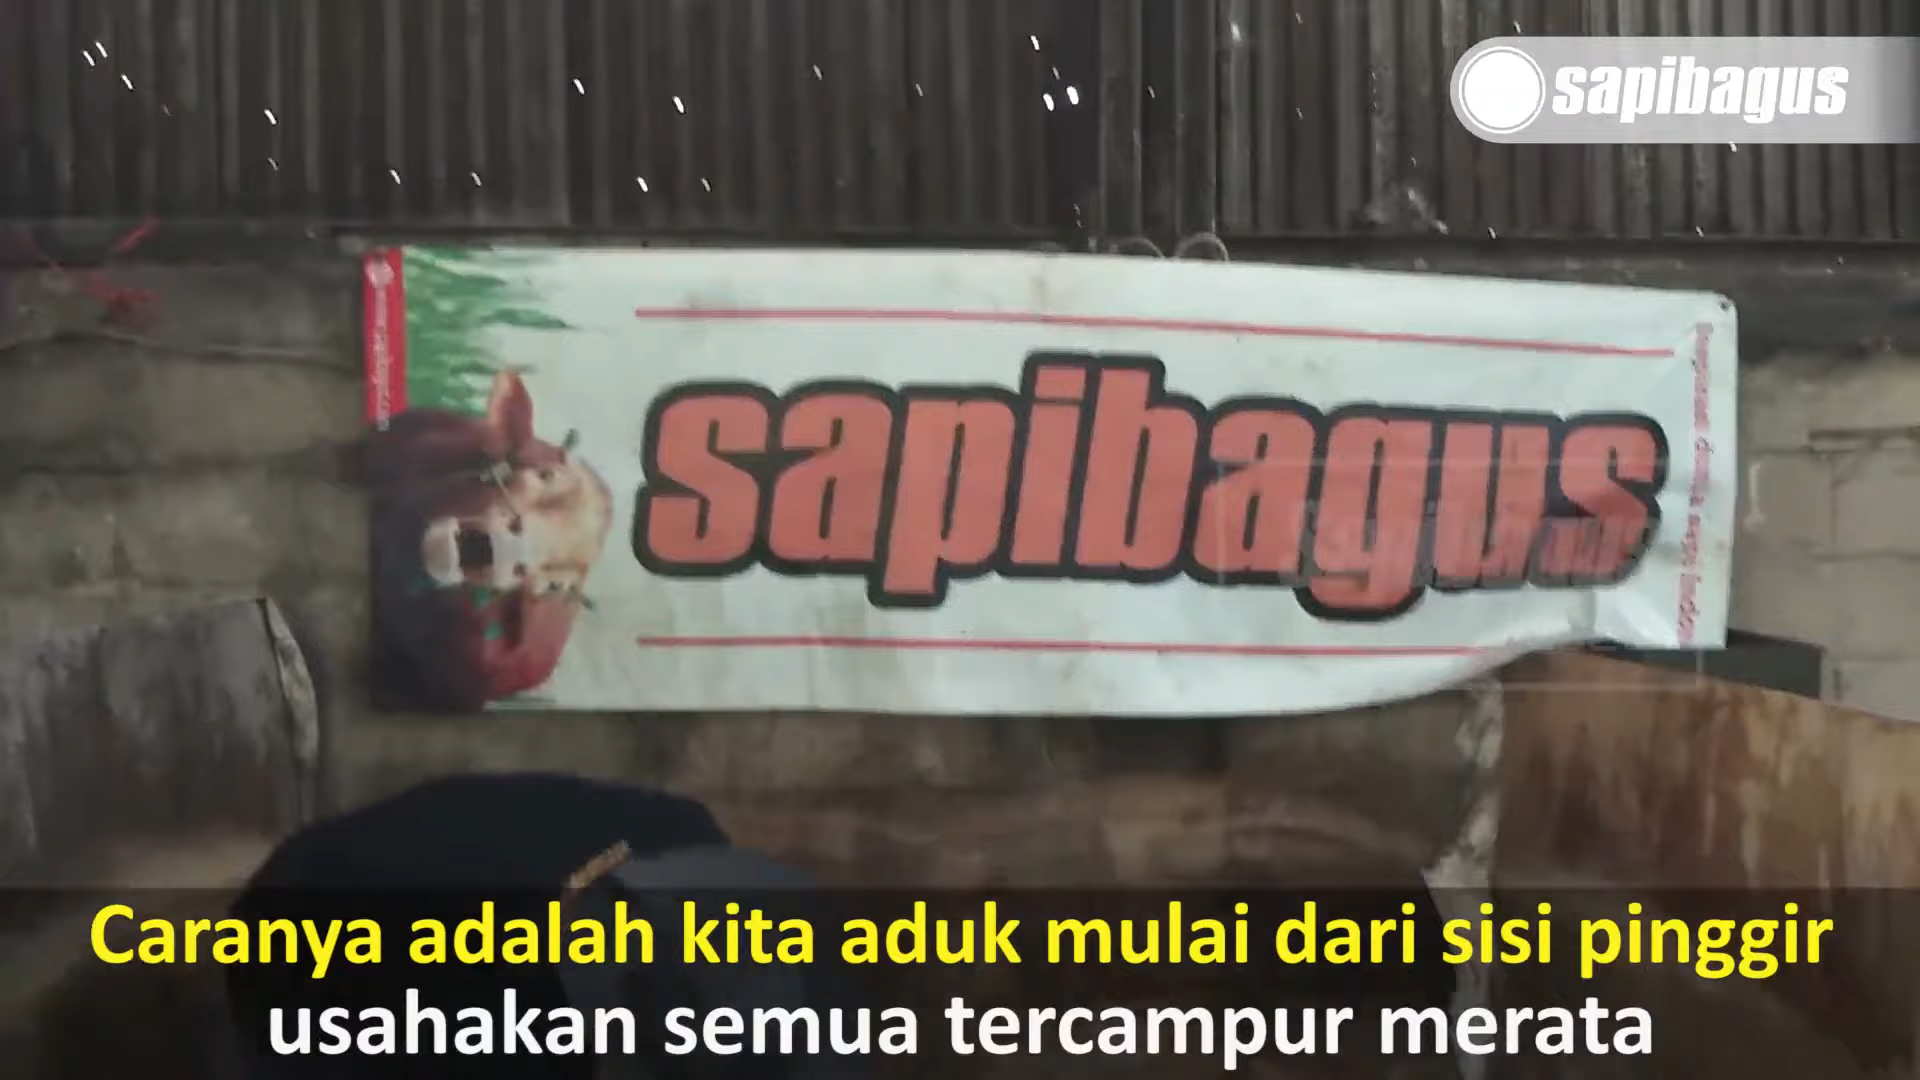 sapibagus
sapibagus
Caranya adalah kita aduk mulai dari sisi pinggir
usahakan semua tercampur merata